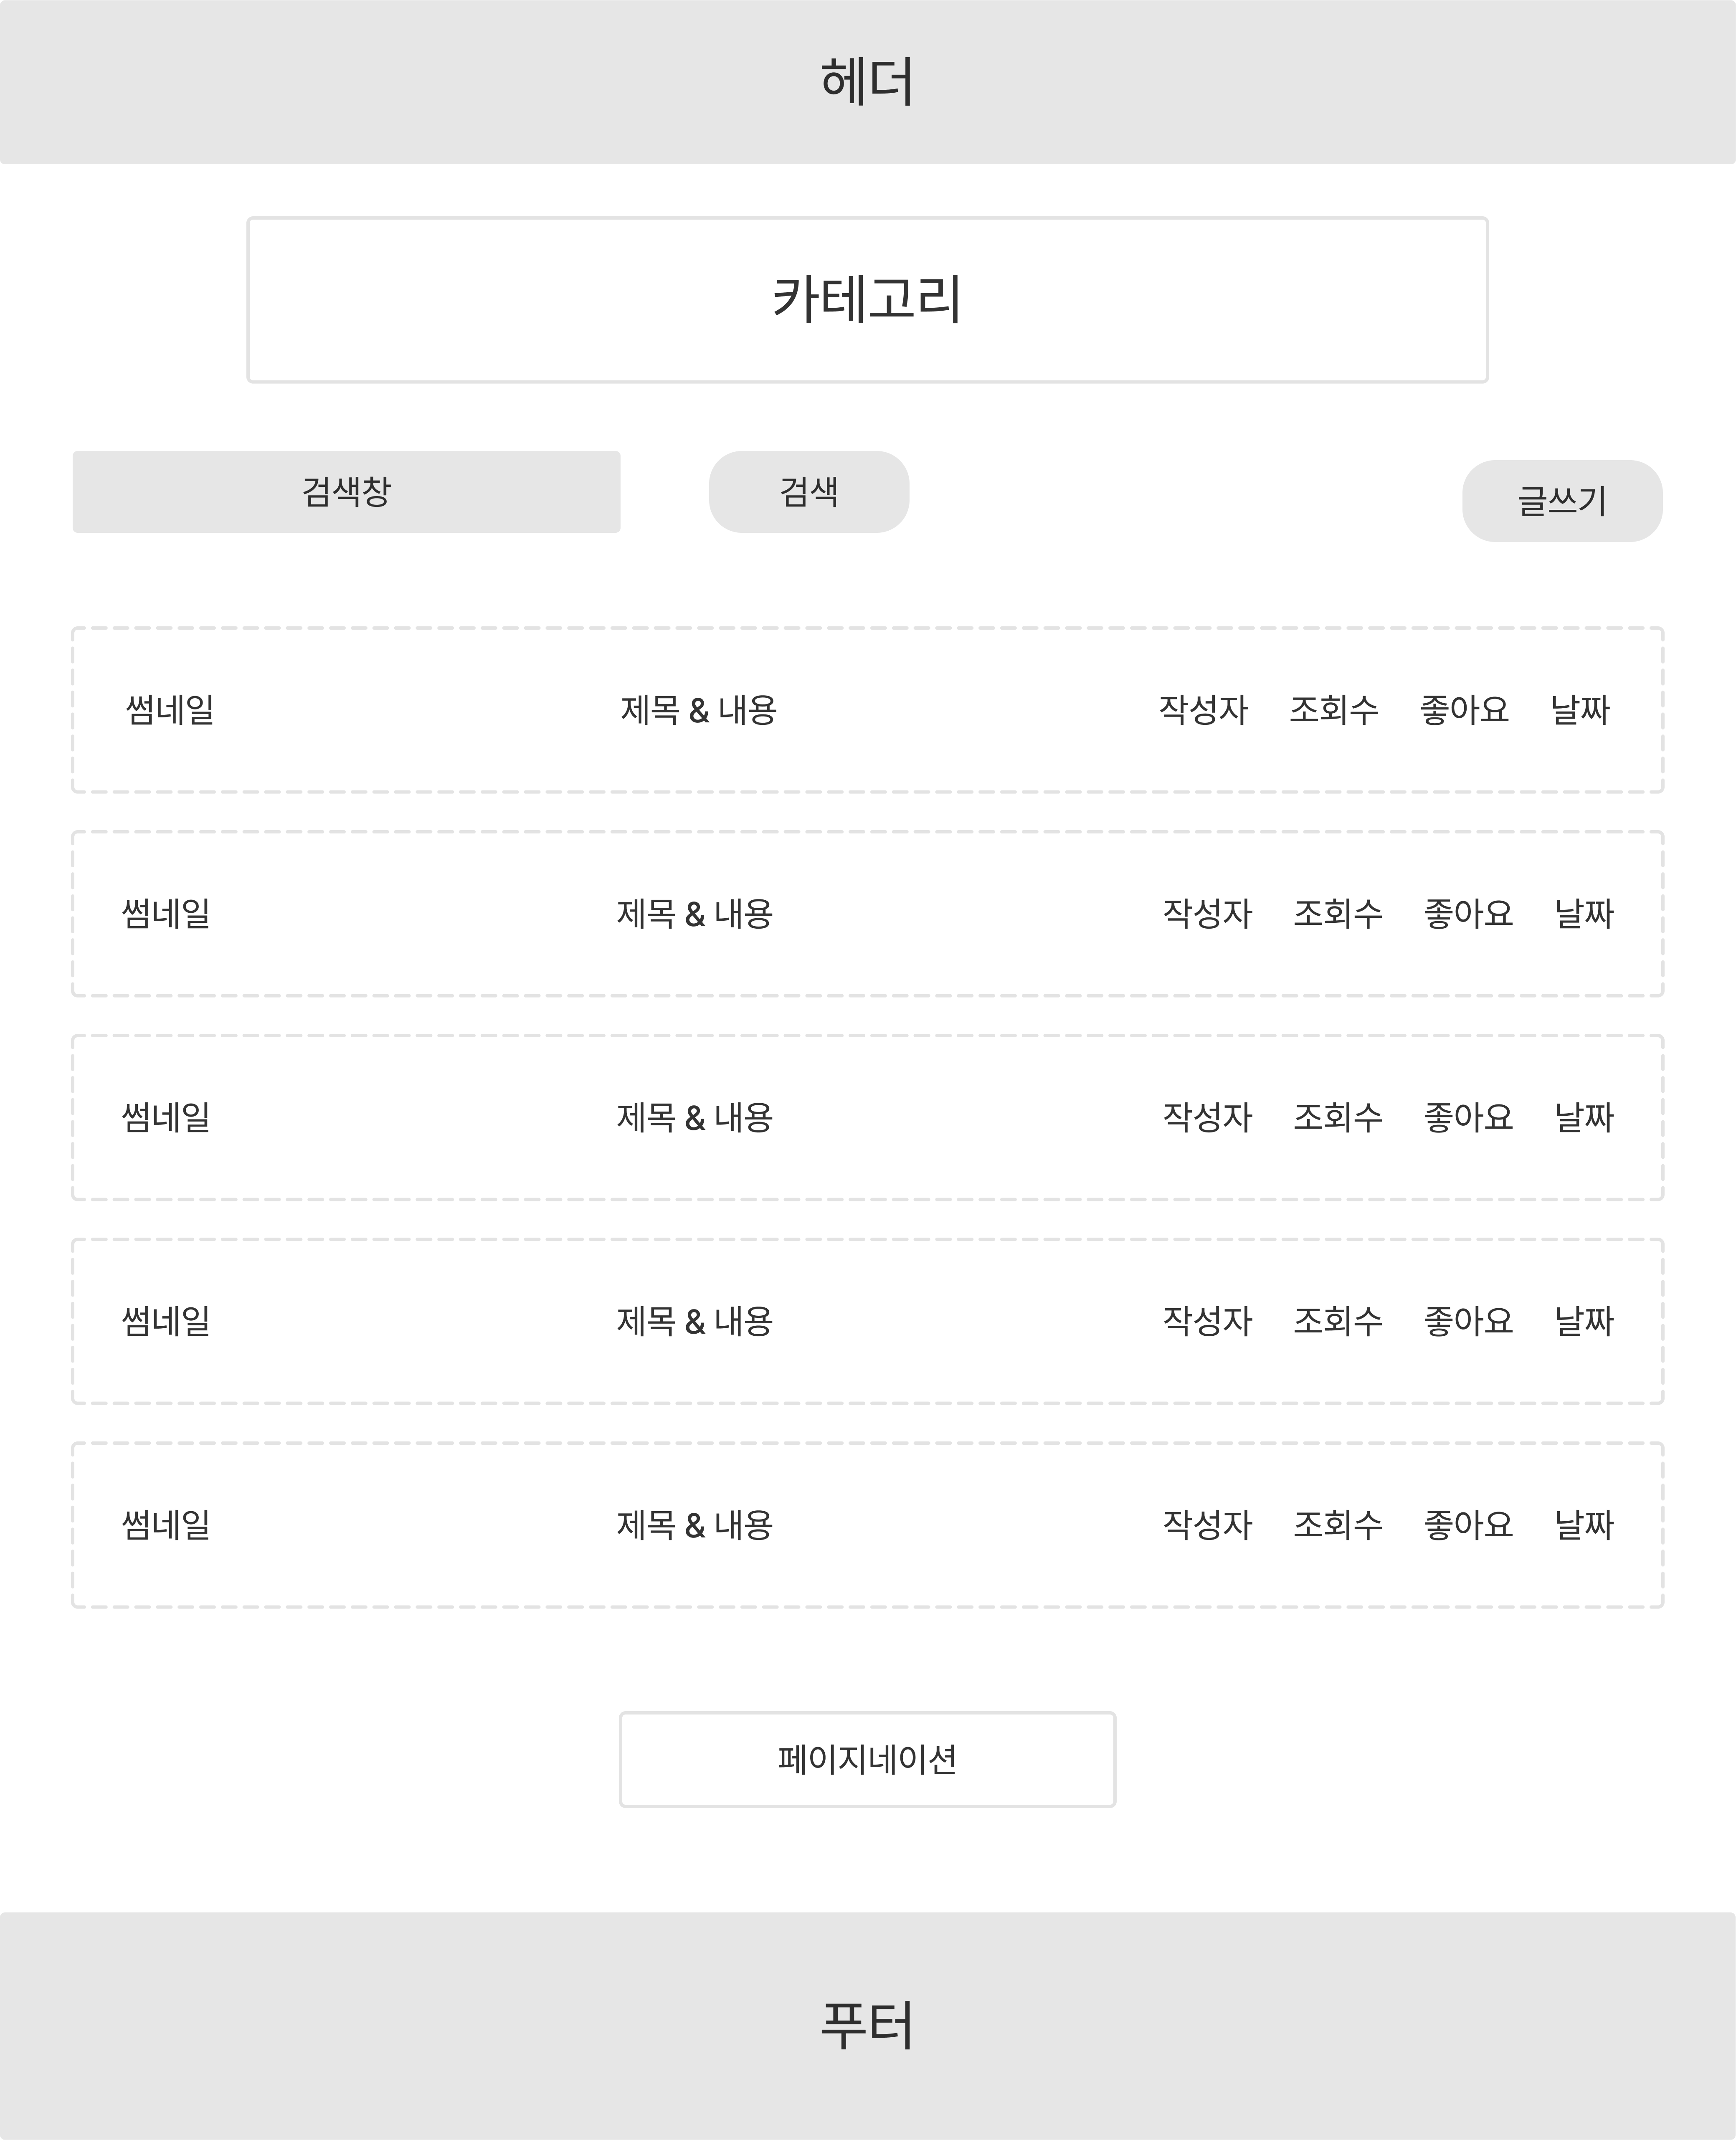 헤더
카테고리
검색창 검색 글쓰기
썸네일 제목 & 내용 작성자 조회수 좋아요 날짜
썸네일 제목 & 내용 작성자 조회수 좋아요 날짜
썸네일 제목 & 내용 작성자 조회수 좋아요 날짜
썸네일 제목 & 내용 작성자 조회수 좋아요 날짜
썸네일 제목 & 내용 작성자 조회수 좋아요 날짜
페이지네이션
푸터